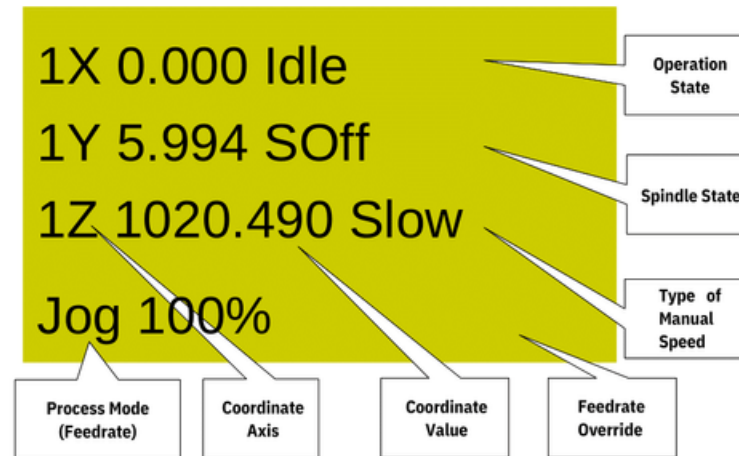 1X 0.000 Idle
1Y 5.994 SOff
1Z 1020.490 Slow
Jog 100%
Operation
State
Spindle State
Type of
Manual
Speed
Process Mode
(Feedrate)
Coordinate
Axis
Coordinate
Value
Feedrate
Override